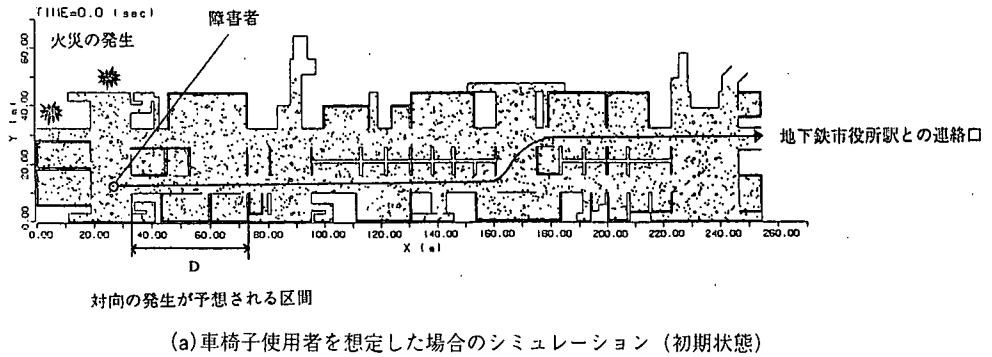 TIME=0.0 (sec)
障害者
火災の発生
60.00
40.00
Y (m)
20.00
0.00
地下鉄市役所駅との連絡口
0.00 20.00 40.00 60.00 80.00 100.00 120.00 140.00 160.00 180.00 200.00 220.00 240.00 260.00
X (m)
D
対向の発生が予想される区間
(a)車椅子使用者を想定した場合のシミュレーション（初期状態）